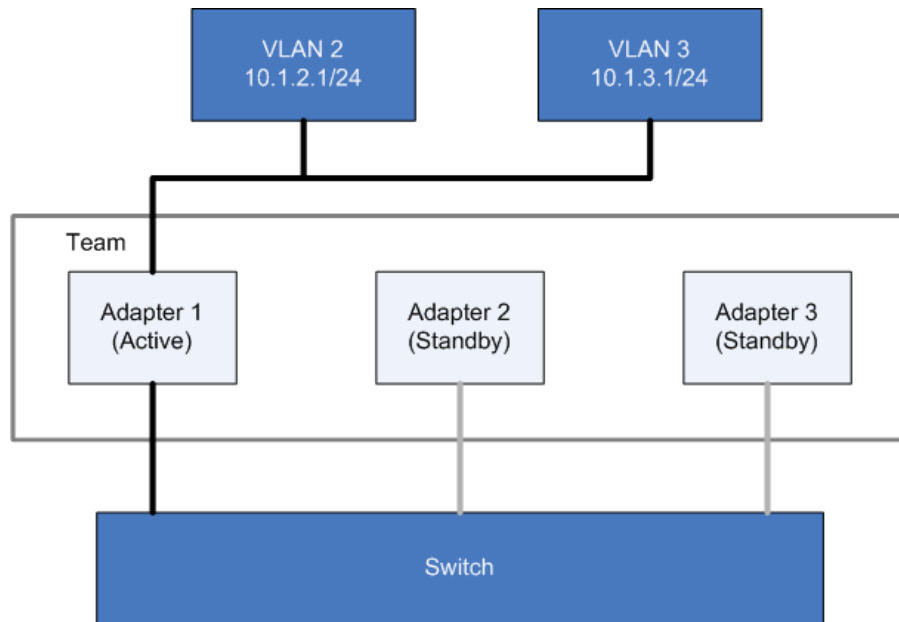 VLAN 2
10.1.2.1/24
VLAN 3
10.1.3.1/24
Team
Adapter 1
(Active)
Adapter 2
(Standby)
Adapter 3
(Standby)
Switch